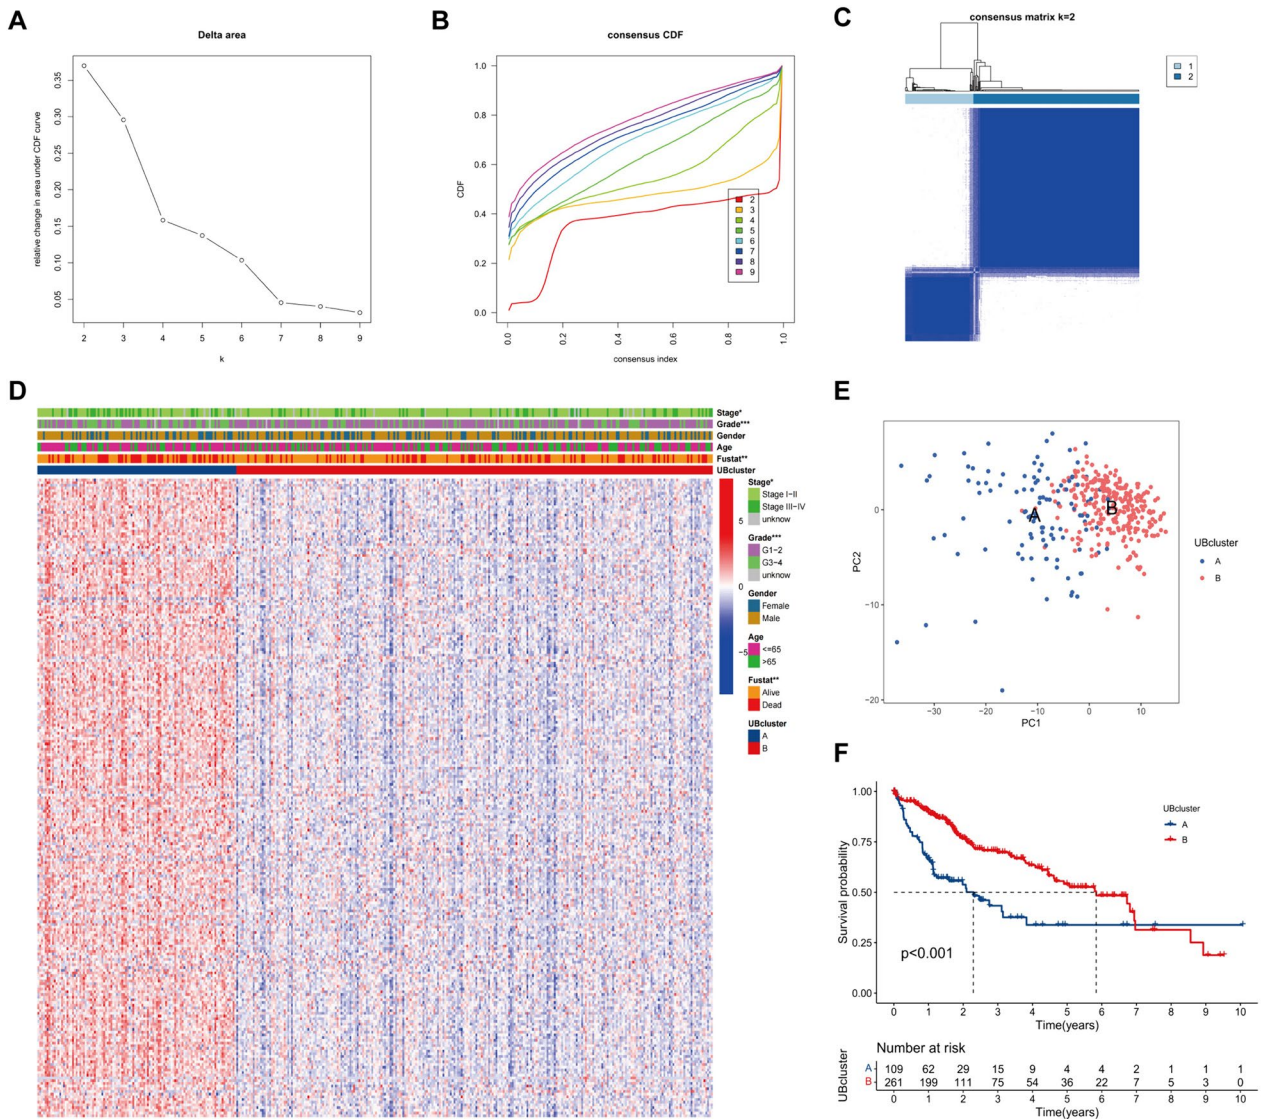 A
Delta area
relative change in area under CDF curve
0.35
0.30
0.25
0.20
0.15
0.10
0.05
2 3 4 5 6 7 8 9
k
B
consensus CDF
CDF
1.0
0.8
0.6
0.4
0.2
0.0
2
3
4
5
6
7
8
9
0.0 0.2 0.4 0.6 0.8 1.0
consensus index
C
consensus matrix k=2
1
2
D
Stage*
Grade***
Gender
Age
Fustat**
UBcluster
5
0
−5
Stage*
Stage I−II
Stage III−IV
unknow
Grade***
G1−2
G3−4
unknow
Gender
Female
Male
Age
<=65
>65
Fustat**
Alive
Dead
UBcluster
A
B
E
PC2
0
−10
−20
A
B
−30 −20 −10 0 10
PC1
UBcluster
A
B
F
Survival probability
1.00
0.75
0.50
0.25
0.00
p<0.001
UBcluster
A
B
0 1 2 3 4 5 6 7 8 9 10
Time(years)
Number at risk
UBcluster
A 109 62 29 15 9 4 4 2 1 1 1
B 261 199 111 75 54 36 22 7 5 3 0
0 1 2 3 4 5 6 7 8 9 10
Time(years)